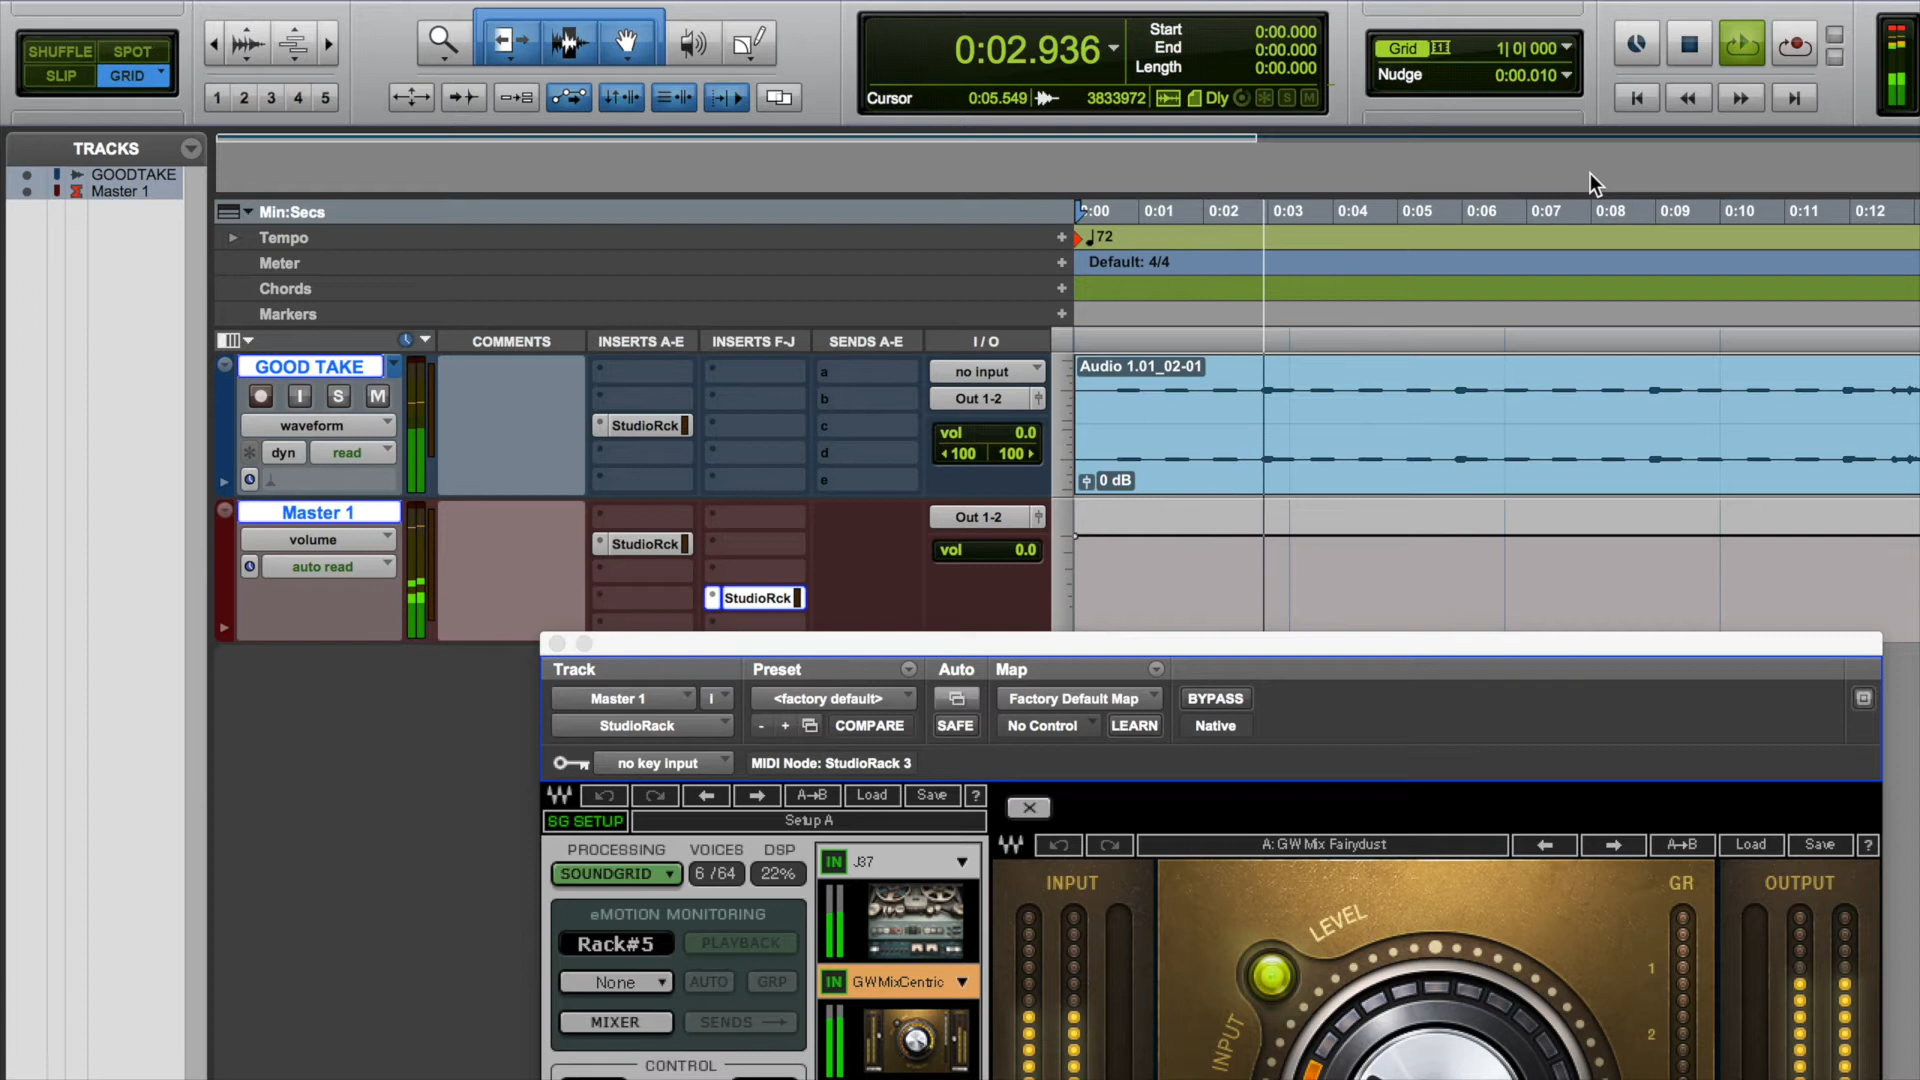 SHUFFLE SPOT
SLIP GRID
1 2 3 4 5
0:02.936
Start 0:00.000
End 0:00.000
Length 0:00.000
Cursor 0:05.549 3833972 Dly S M
Grid 1| 0| 000
Nudge 0:00.010
TRACKS
GOODTAKE
Master 1
Min:Secs
:00 0:01 0:02 0:03 0:04 0:05 0:06 0:07 0:08 0:09 0:10 0:11 0:12
Tempo
72
Meter
Default: 4/4
Chords
Markers
COMMENTS INSERTS A-E INSERTS F-J SENDS A-E I / O
GOOD TAKE
I S M
waveform
dyn read
StudioRck
a
b
c
d
e
no input
Out 1-2
vol 0.0
100 100
Audio 1.01_02-01
0 dB
Master 1
volume
auto read
StudioRck
StudioRck
Out 1-2
vol 0.0
Track Preset Auto Map
Master 1 i <factory default> Factory Default Map BYPASS
StudioRack - + COMPARE SAFE No Control LEARN Native
no key input MIDI Node: StudioRack 3
A→B Load Save ?
SG SETUP Setup A
PROCESSING VOICES DSP
SOUNDGRID 6 /64 22%
eMOTION MONITORING
Rack#5 PLAYBACK
None AUTO GRP
MIXER SENDS
CONTROL
IN J37
IN GWMixCentric
A: GW Mix Fairydust
A→B Load Save ?
INPUT GR OUTPUT
LEVEL
INPUT
1
2